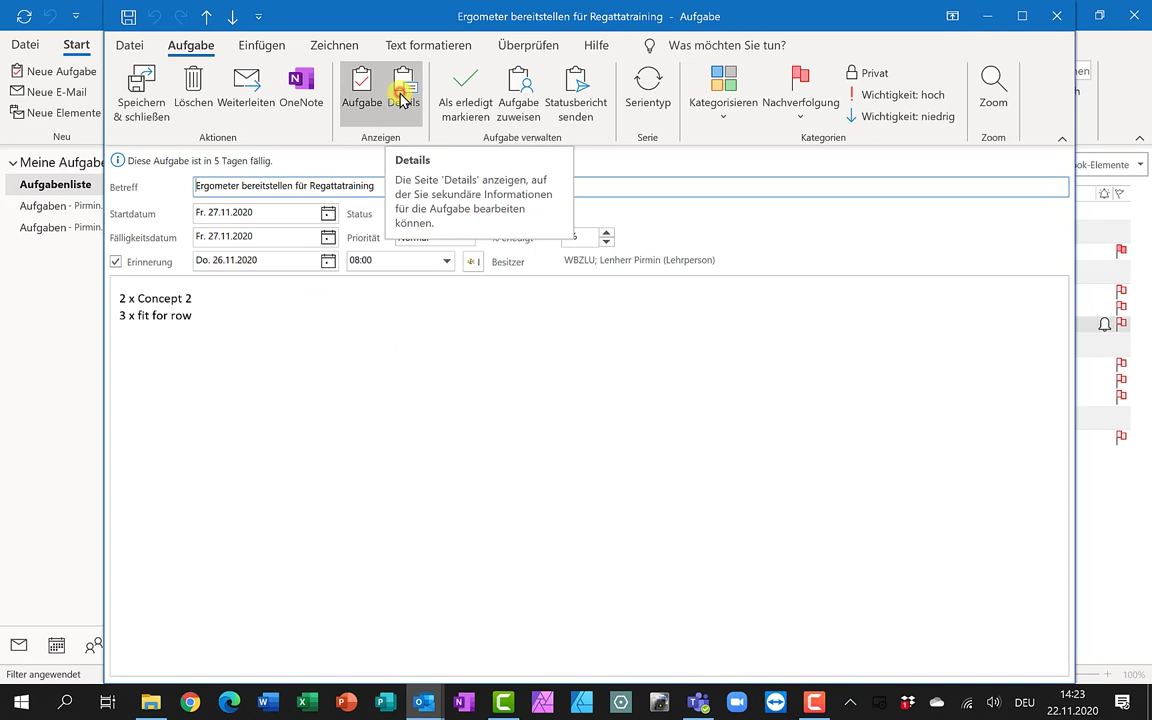 Ergometer bereitstellen für Regattatraining - Aufgabe
Datei Start
Datei Aufgabe Einfügen Zeichnen Text formatieren Überprüfen Hilfe Was möchten Sie tun?
Neue Aufgabe
Neue E-Mail
Neue Elemente
Neu
Speichern & schließen
Löschen
Weiterleiten
OneNote
Aktionen
Aufgabe
Details
Anzeigen
Als erledigt markieren
Aufgabe zuweisen
Statusbericht senden
Aufgabe verwalten
Serientyp
Serie
Kategorisieren
Nachverfolgung
Privat
Wichtigkeit: hoch
Wichtigkeit: niedrig
Kategorien
Zoom
Zoom
Meine Aufgabe
Aufgabenliste
Aufgaben - Pirmin.
Aufgaben - Pirmin.
ook-Elemente
Diese Aufgabe ist in 5 Tagen fällig.
Betreff Ergometer bereitstellen für Regattatraining
Startdatum Fr. 27.11.2020 Status
Fälligkeitsdatum Fr. 27.11.2020 Priorität Normal % erledigt
Erinnerung Do. 26.11.2020 08:00 Besitzer WBZLU; Lenherr Pirmin (Lehrperson)
Details
Die Seite 'Details' anzeigen, auf
der Sie sekundäre Informationen
für die Aufgabe bearbeiten
können.
2 x Concept 2
3 x fit for row
Filter angewendet
100%
DEU
14:23
22.11.2020